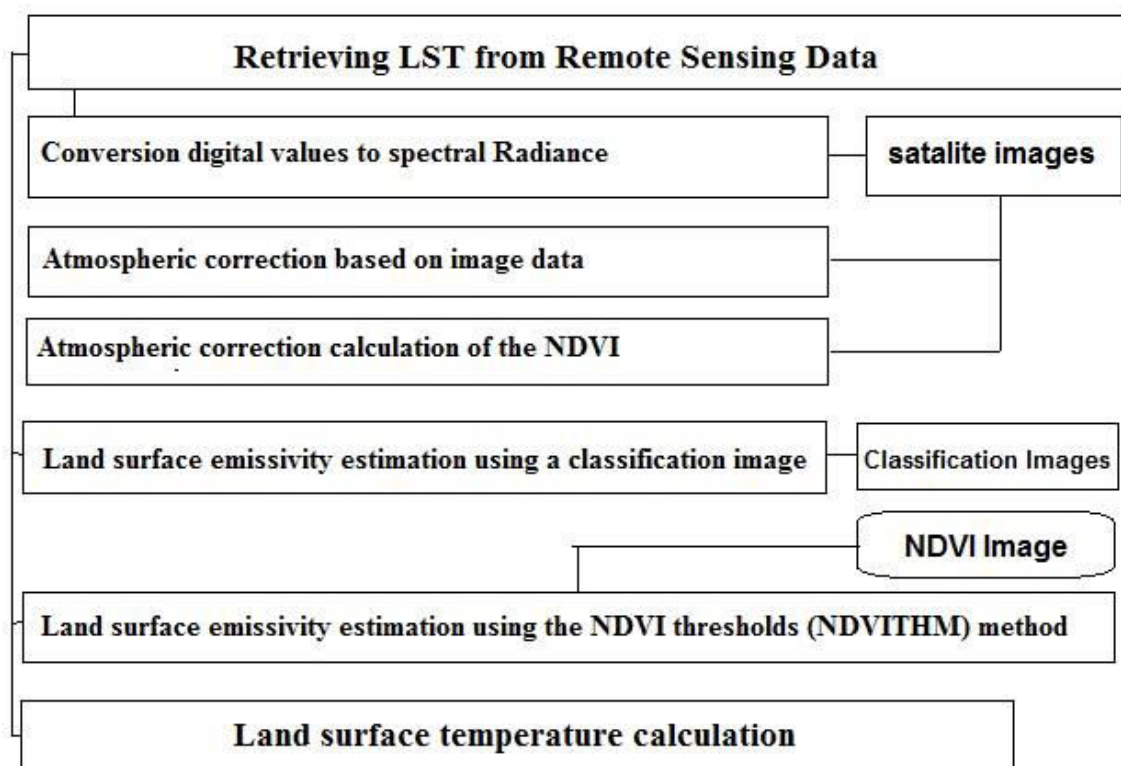 Retrieving LST from Remote Sensing Data
Conversion digital values to spectral Radiance
satalite images
Atmospheric correction based on image data
Atmospheric correction calculation of the NDVI
Land surface emissivity estimation using a classification image
Classification Images
NDVI Image
Land surface emissivity estimation using the NDVI thresholds (NDVITHM) method
Land surface temperature calculation